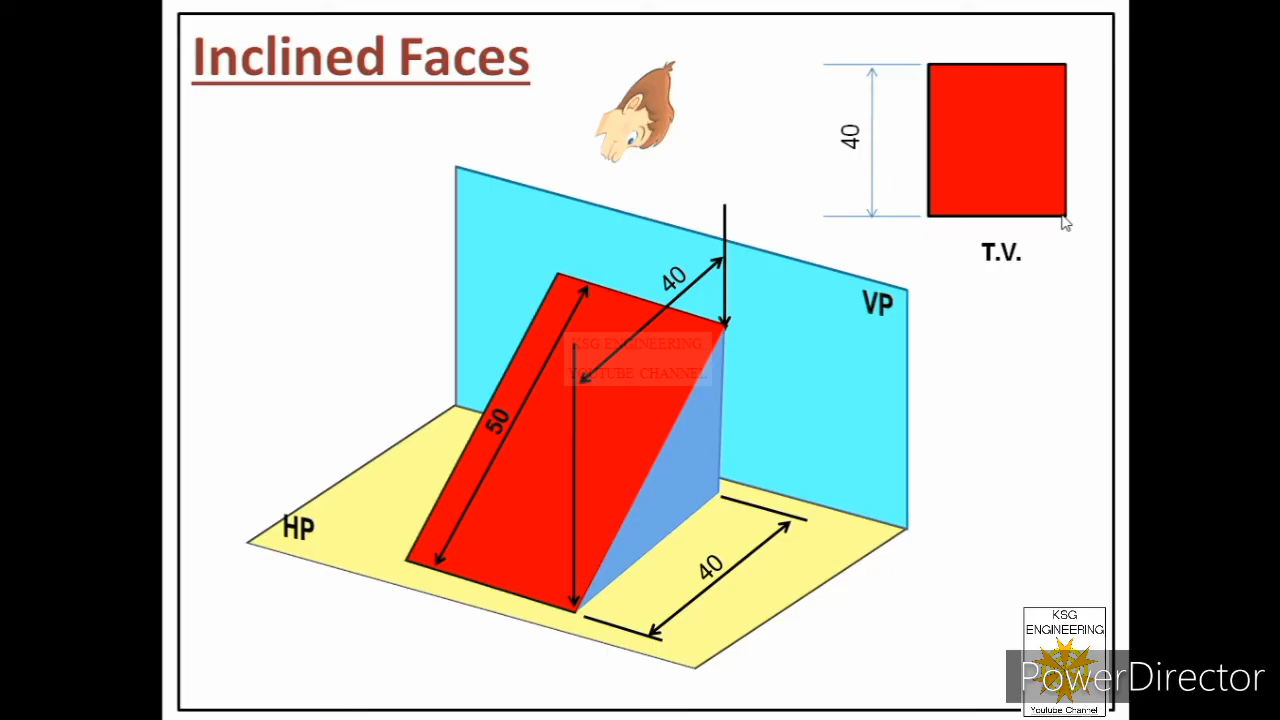 Inclined Faces
40
T.V.
VP
40
KSG ENGINEERING
YOUTUBE CHANNEL
50
HP
40
KSG
ENGINEERING
PowerDirector
Youtube Channel